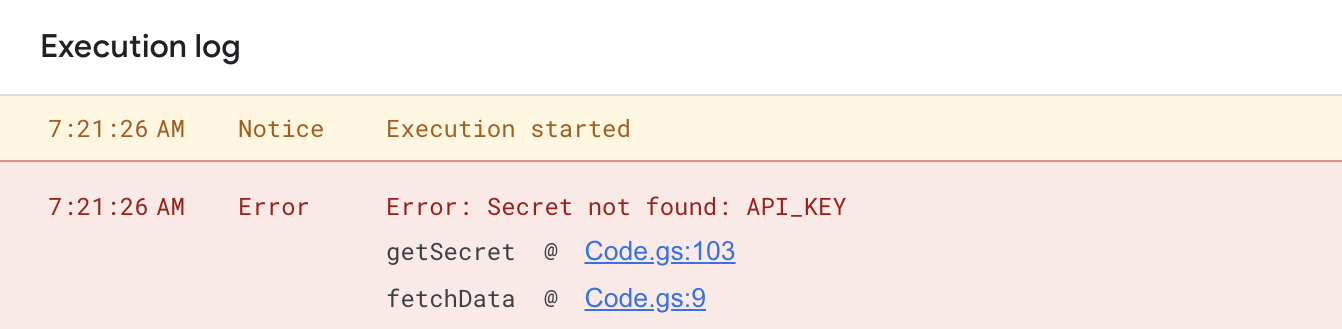 Execution log
7:21:26 AM Notice Execution started
7:21:26 AM Error Error: Secret not found: API_KEY
getSecret @ Code.gs:103
fetchData @ Code.gs:9